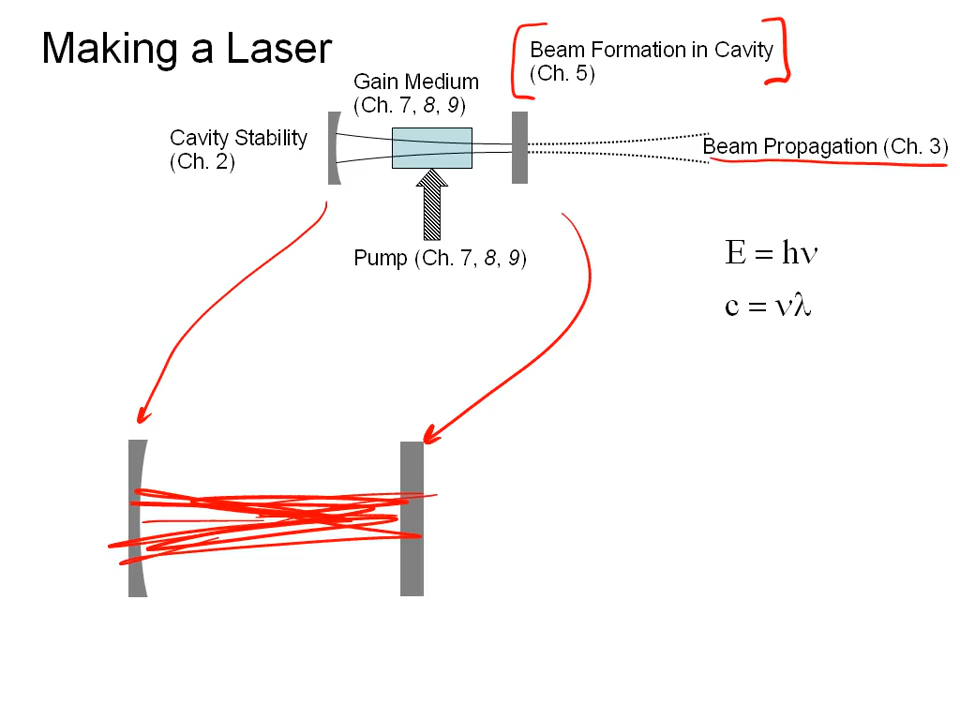 Making a Laser
Beam Formation in Cavity
(Ch. 5)
Gain Medium
(Ch. 7, 8, 9)
Cavity Stability
(Ch. 2)
Beam Propagation (Ch. 3)
Pump (Ch. 7, 8, 9)
E = hν
c = νλ